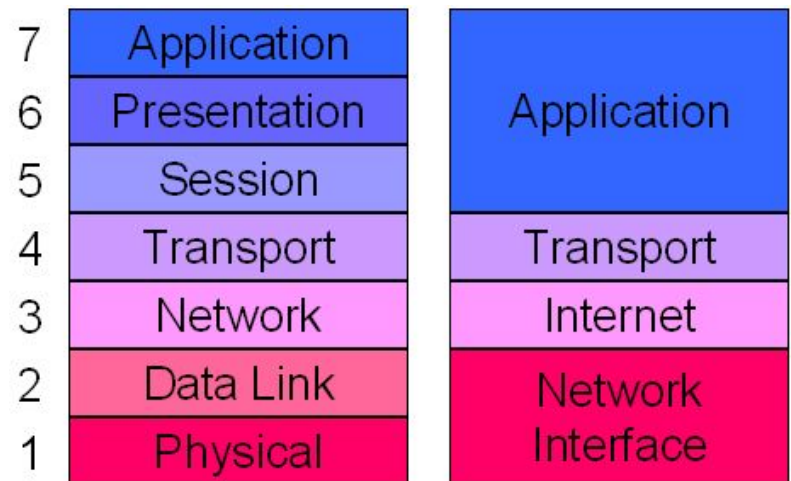 7 Application
6 Presentation
5 Session
4 Transport
3 Network
2 Data Link
1 Physical
Application
Transport
Internet
Network
Interface